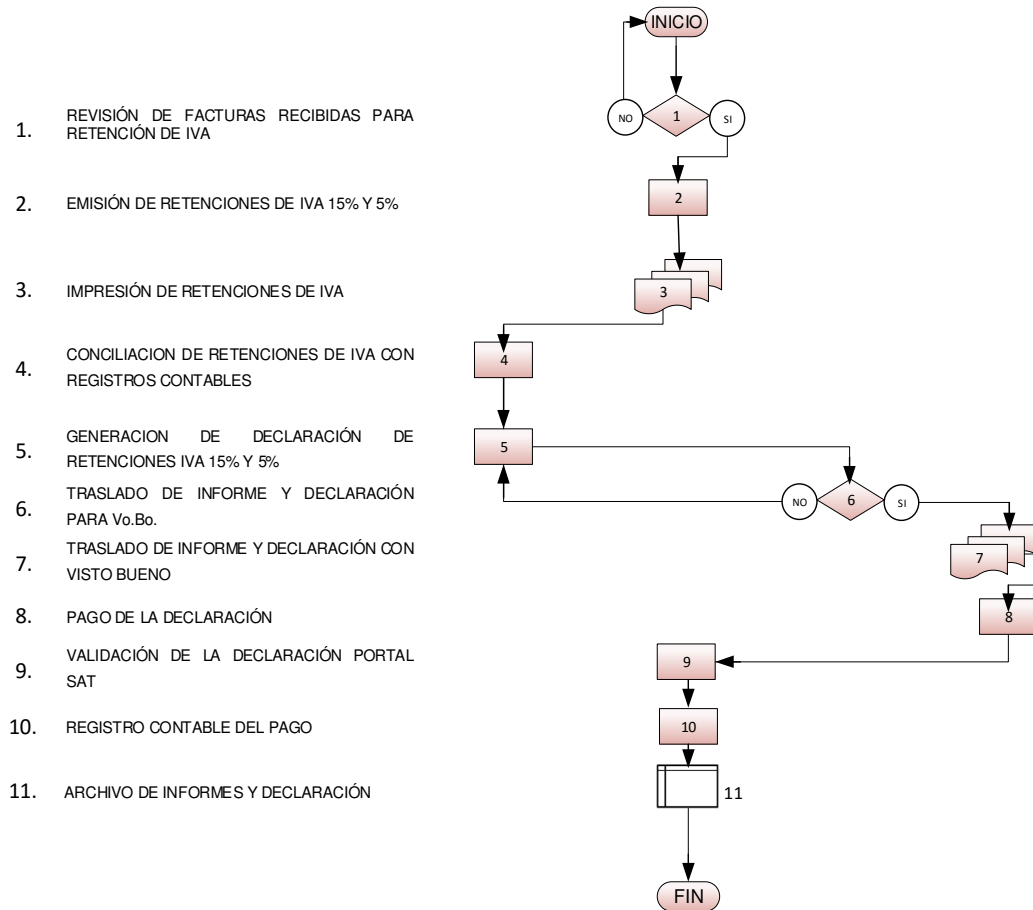 1. REVISIÓN DE FACTURAS RECIBIDAS PARA
RETENCIÓN DE IVA
2. EMISIÓN DE RETENCIONES DE IVA 15% Y 5%
3. IMPRESIÓN DE RETENCIONES DE IVA
4. CONCILIACION DE RETENCIONES DE IVA CON
REGISTROS CONTABLES
5. GENERACION DE DECLARACIÓN DE
RETENCIONES IVA 15% Y 5%
6. TRASLADO DE INFORME Y DECLARACIÓN
PARA Vo.Bo.
7. TRASLADO DE INFORME Y DECLARACIÓN CON
VISTO BUENO
8. PAGO DE LA DECLARACIÓN
9. VALIDACIÓN DE LA DECLARACIÓN PORTAL
SAT
10. REGISTRO CONTABLE DEL PAGO
11. ARCHIVO DE INFORMES Y DECLARACIÓN
INICIO
NO 1 SI
2
3
4
5
NO 6 SI
7
8
9
10
11
FIN